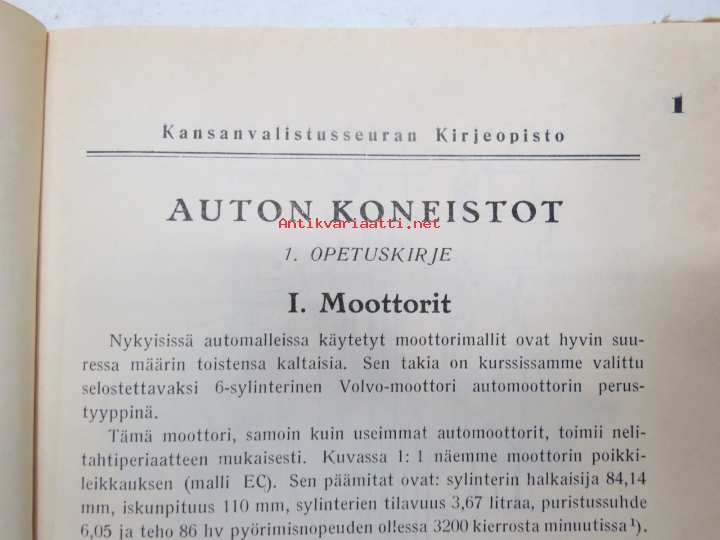 1
Kansanvalistusseuran Kirjeopisto
AUTON KONEISTOT
Antikvariaatti.net
1. OPETUSKIRJE
I. Moottorit
Nykyisissä automalleissa käytetyt moottorimallit ovat hyvin suu-
ressa määrin toistensa kaltaisia. Sen takia on kurssissamme valittu
selostettavaksi 6-sylinterinen Volvo-moottori automoottorin perus-
tyyppinä.
Tämä moottori, samoin kuin useimmat automoottorit, toimii neli-
tahtiperiaatteen mukaisesti. Kuvassa 1: 1 näemme moottorin poikki-
leikkauksen (malli EC). Sen päämitat ovat: sylinterin halkaisija 84,14
mm, iskunpituus 110 mm, sylinterien tilavuus 3,67 litraa, puristussuhde
6,05 ja teho 86 hv pyörimisnopeuden ollessa 3200 kierrosta minuutissa¹).